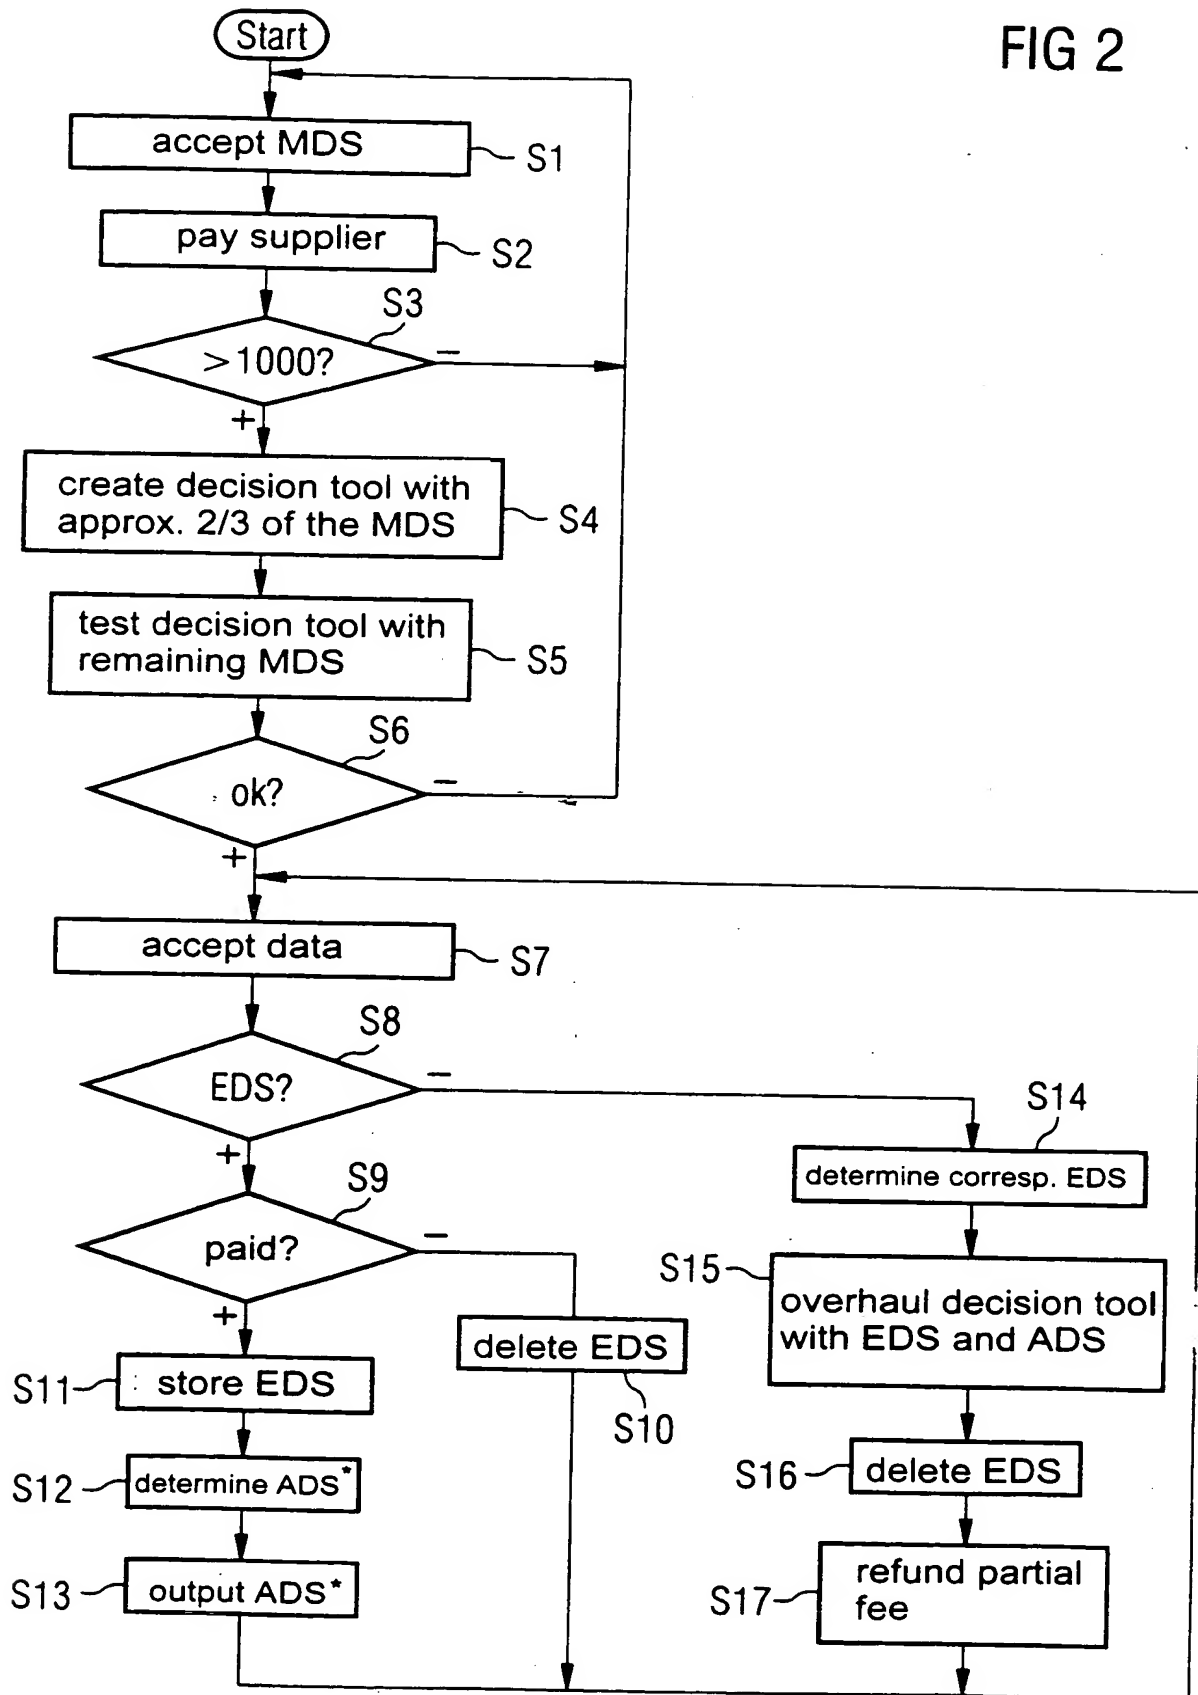 FIG 2
Start
accept MDS
S1
pay supplier
S2
S3
>1000?
−
+
create decision tool with
approx. 2/3 of the MDS
S4
test decision tool with
remaining MDS
S5
S6
ok?
−
+
accept data
S7
S8
EDS?
−
+
S9
paid?
−
+
delete EDS
S10
S11
store EDS
S12
determine ADS*
S13
output ADS*
S14
determine corresp. EDS
S15
overhaul decision tool
with EDS and ADS
S16
delete EDS
S17
refund partial
fee